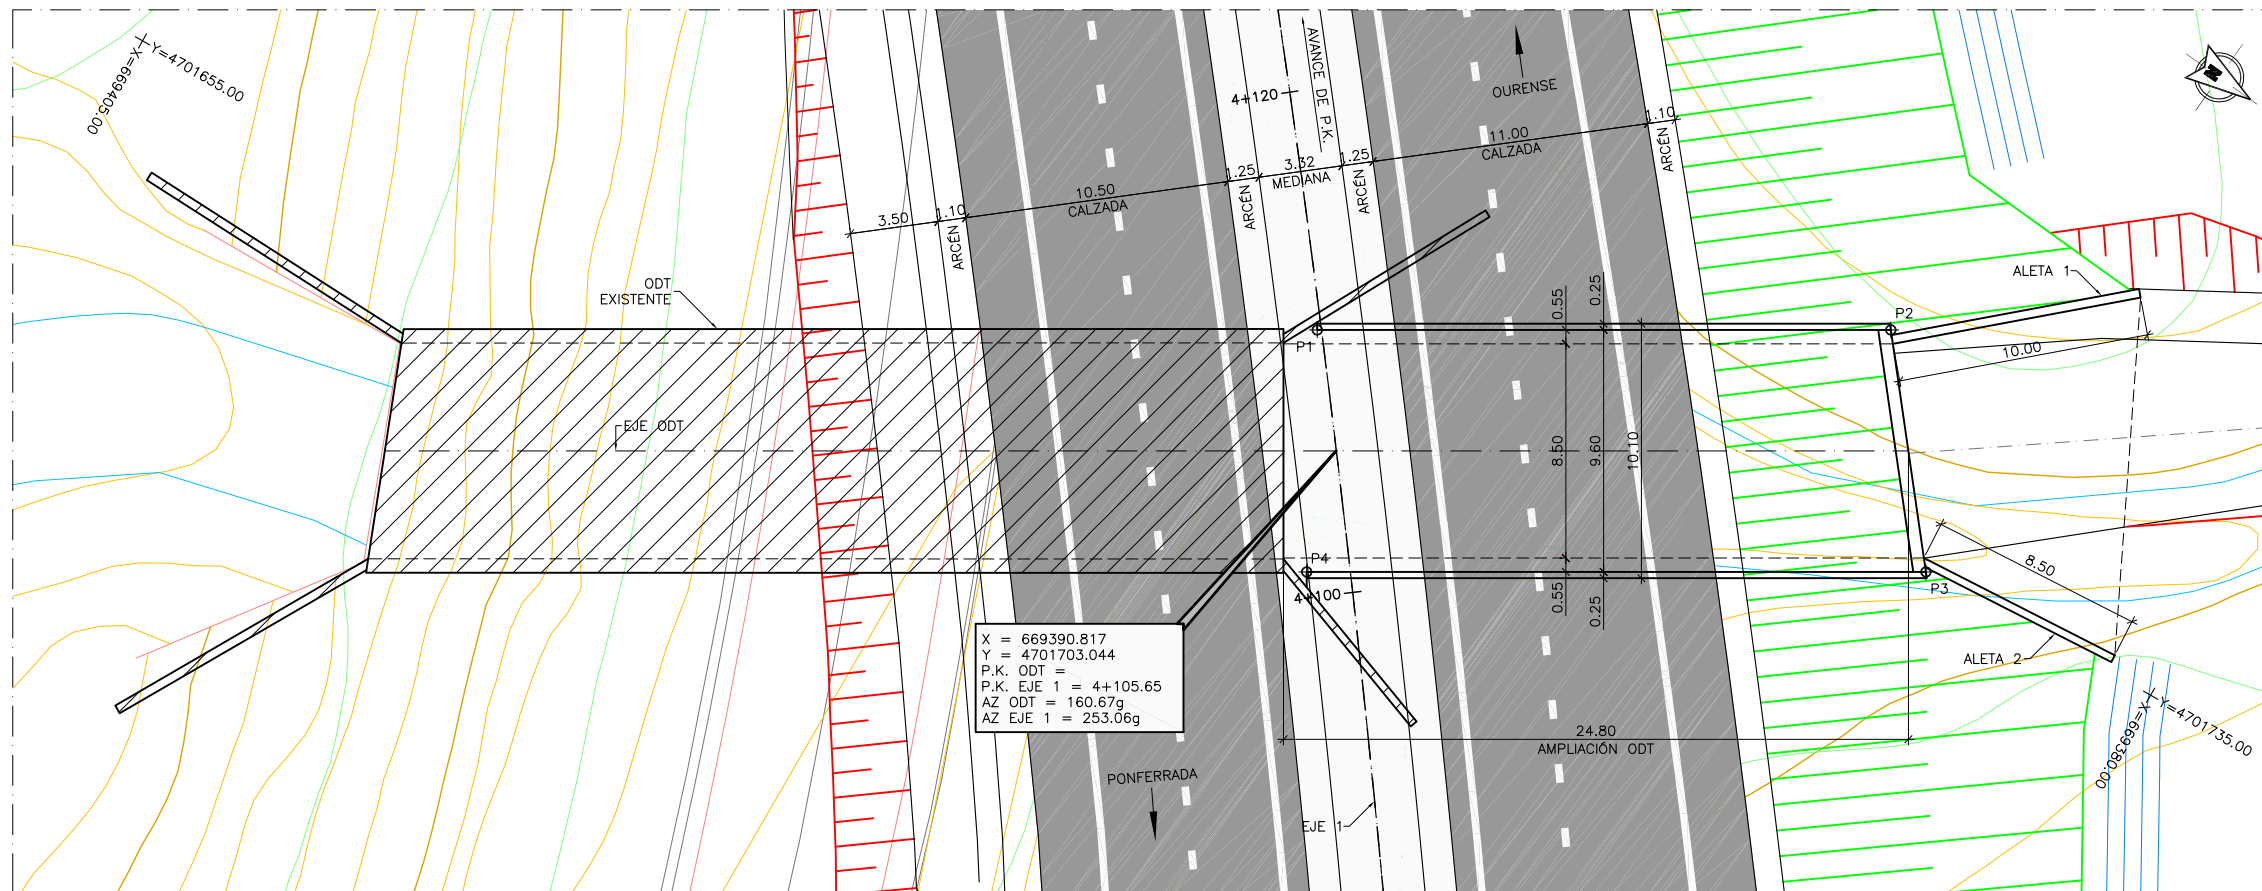 Y=4701655.00
X=669405.00
ODT
EXISTENTE
EJE ODT
3.50
1.10
ARCÉN
10.50
CALZADA
1.25
ARCÉN
3.32
MEDIANA
1.25
ARCÉN
11.00
CALZADA
1.10
ARCÉN
4+120
AVANCE DE P.K.
OURENSE
N
P1
P2
P3
P4
ALETA 1
10.00
ALETA 2
8.50
0.55
8.50
0.55
0.25
9.60
0.25
10.10
4+100
X = 669390.817
Y = 4701703.044
P.K. ODT =
P.K. EJE 1 = 4+105.65
AZ ODT = 160.67g
AZ EJE 1 = 253.06g
PONFERRADA
EJE 1
24.80
AMPLIACIÓN ODT
Y=4701735.00
X=669380.00